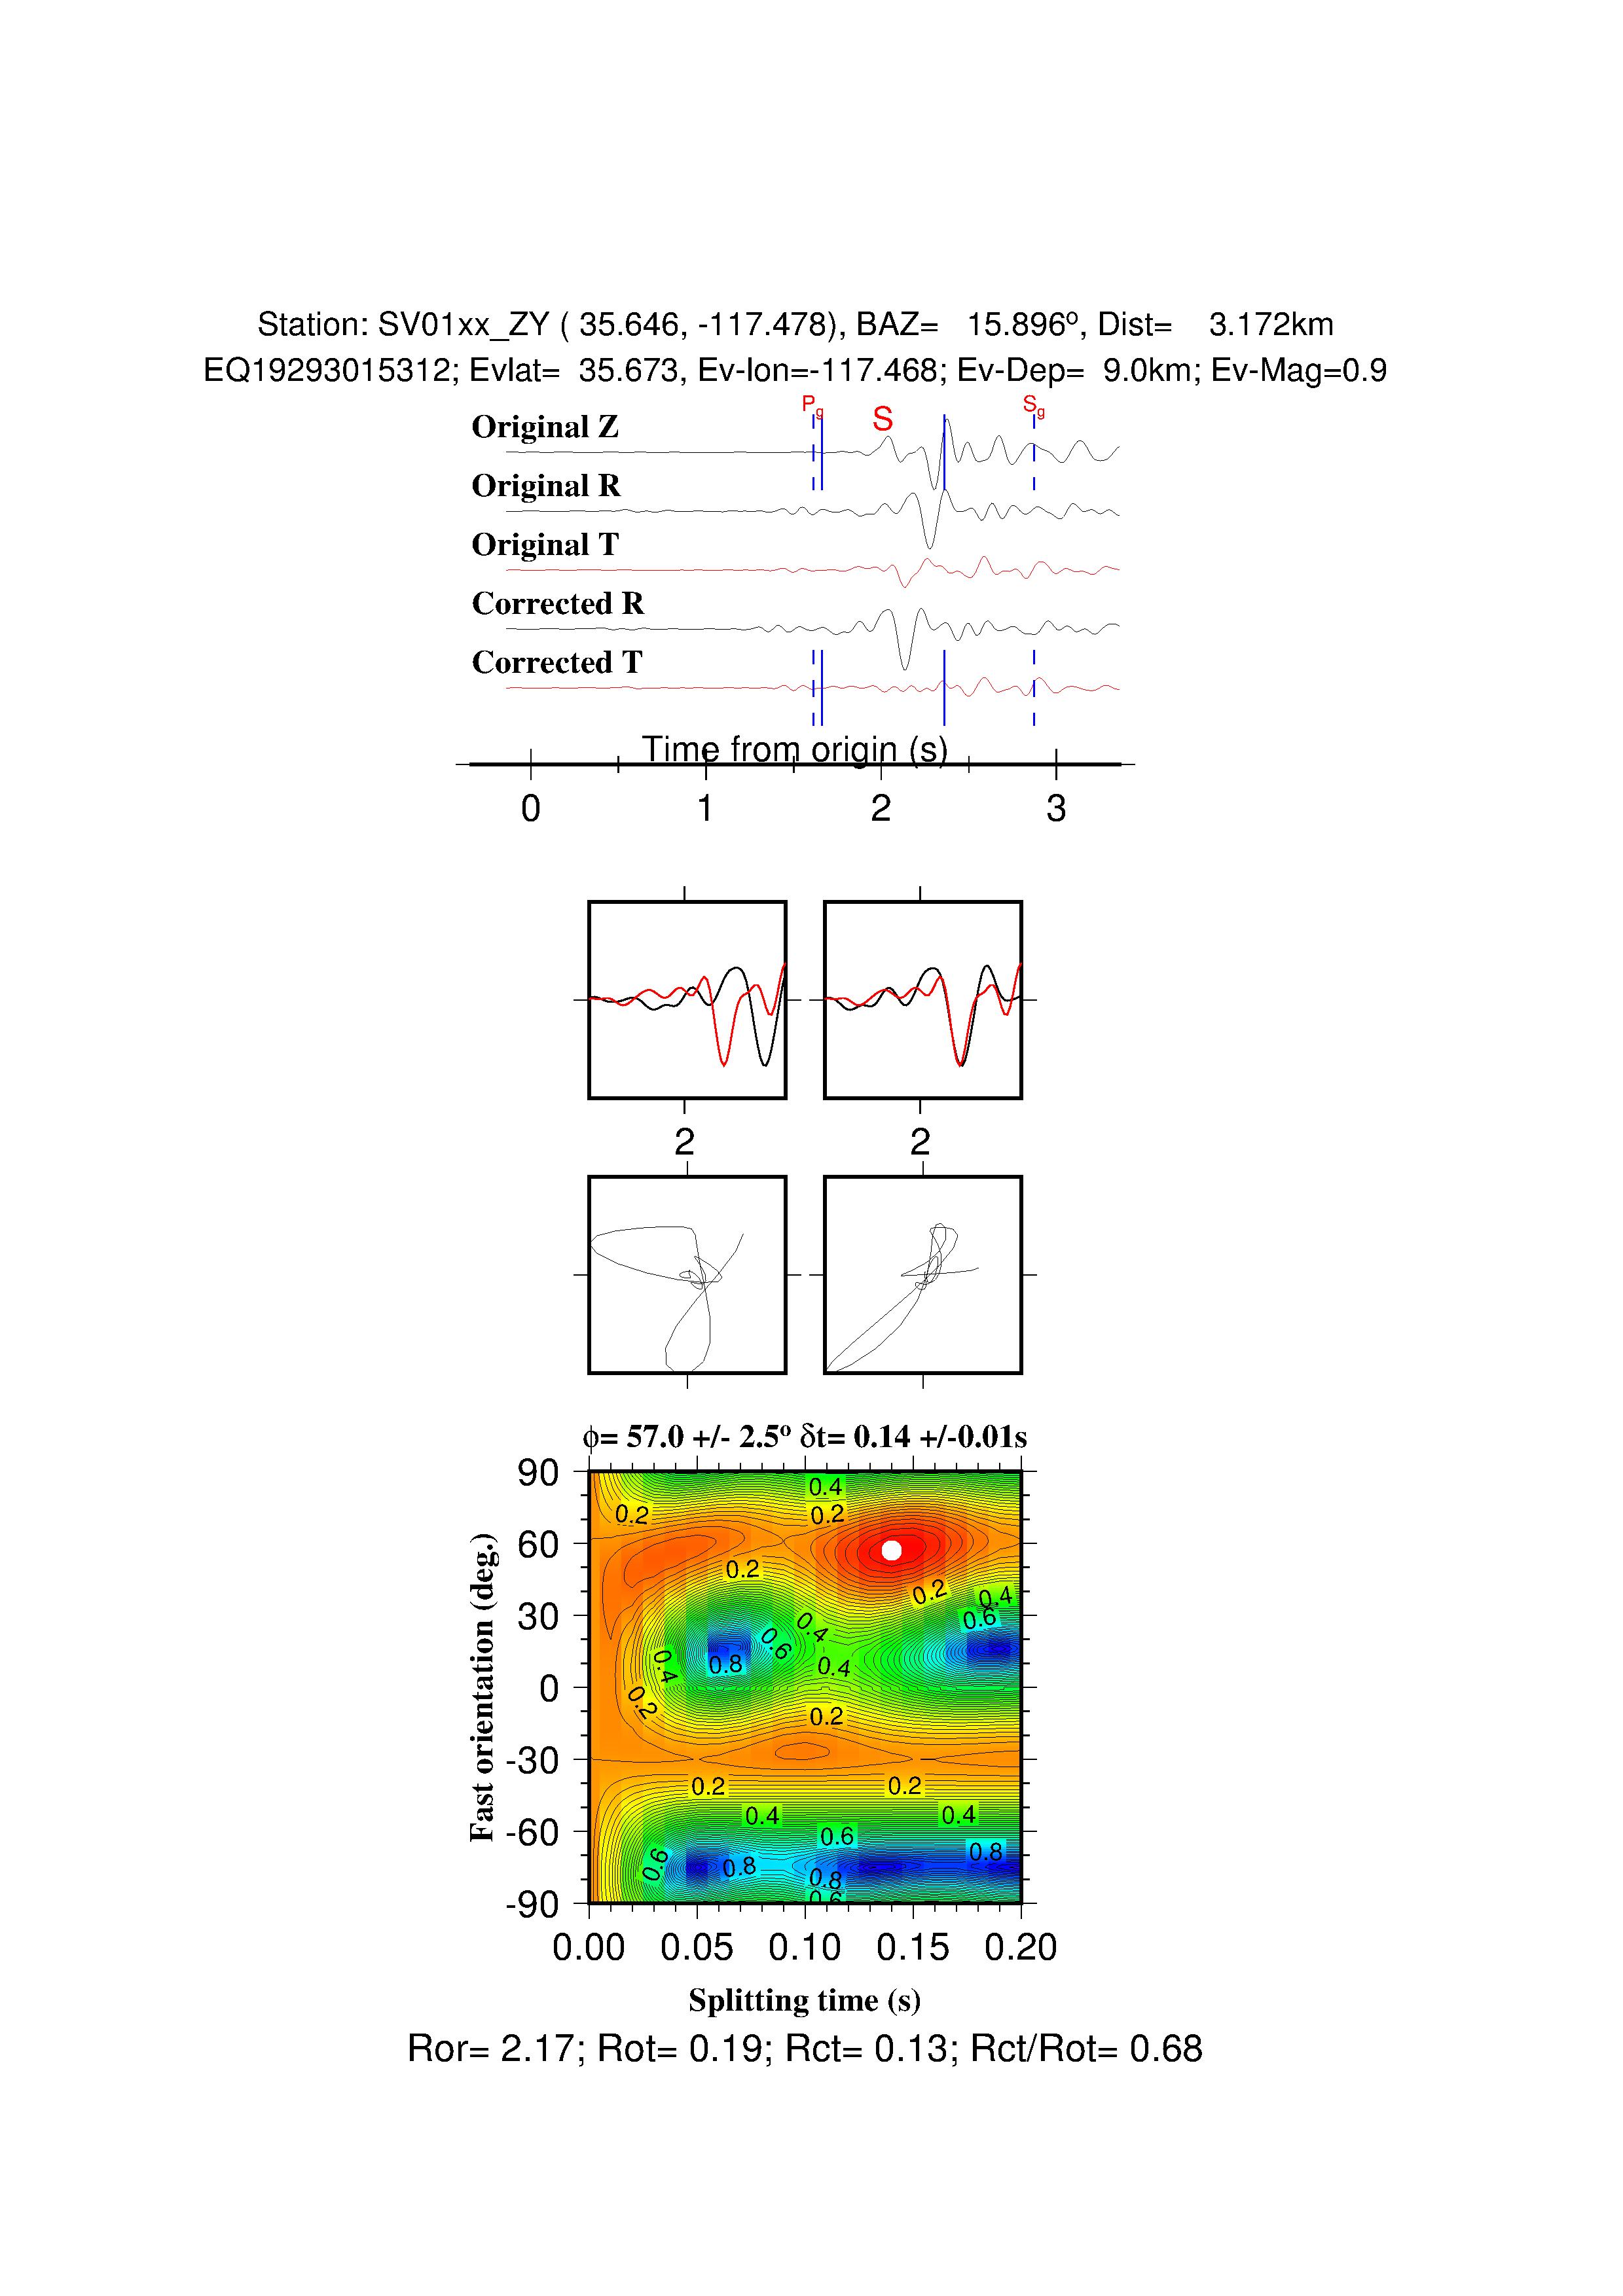 Station: SV01xx_ZY ( 35.646, -117.478), BAZ= 15.896º, Dist= 3.172km
EQ19293015312; Evlat= 35.673, Ev-lon=-117.468; Ev-Dep= 9.0km; Ev-Mag=0.9
Pg S Sg
Original Z
Original R
Original T
Corrected R
Corrected T
Time from origin (s)
0 1 2 3
2 2
ϕ= 57.0 +/- 2.5º δt= 0.14 +/-0.01s
Fast orientation (deg.)
90
60
30
0
-30
-60
-90
0.4
0.2 0.2
0.2 0.2 0.4
0.6
0.4 0.6 0.4
0.8 0.4
0.2
0.2
0.2 0.2
0.4 0.4
0.6
0.6 0.8 0.8
0.8
0.6
0.00 0.05 0.10 0.15 0.20
Splitting time (s)
Ror= 2.17; Rot= 0.19; Rct= 0.13; Rct/Rot= 0.68